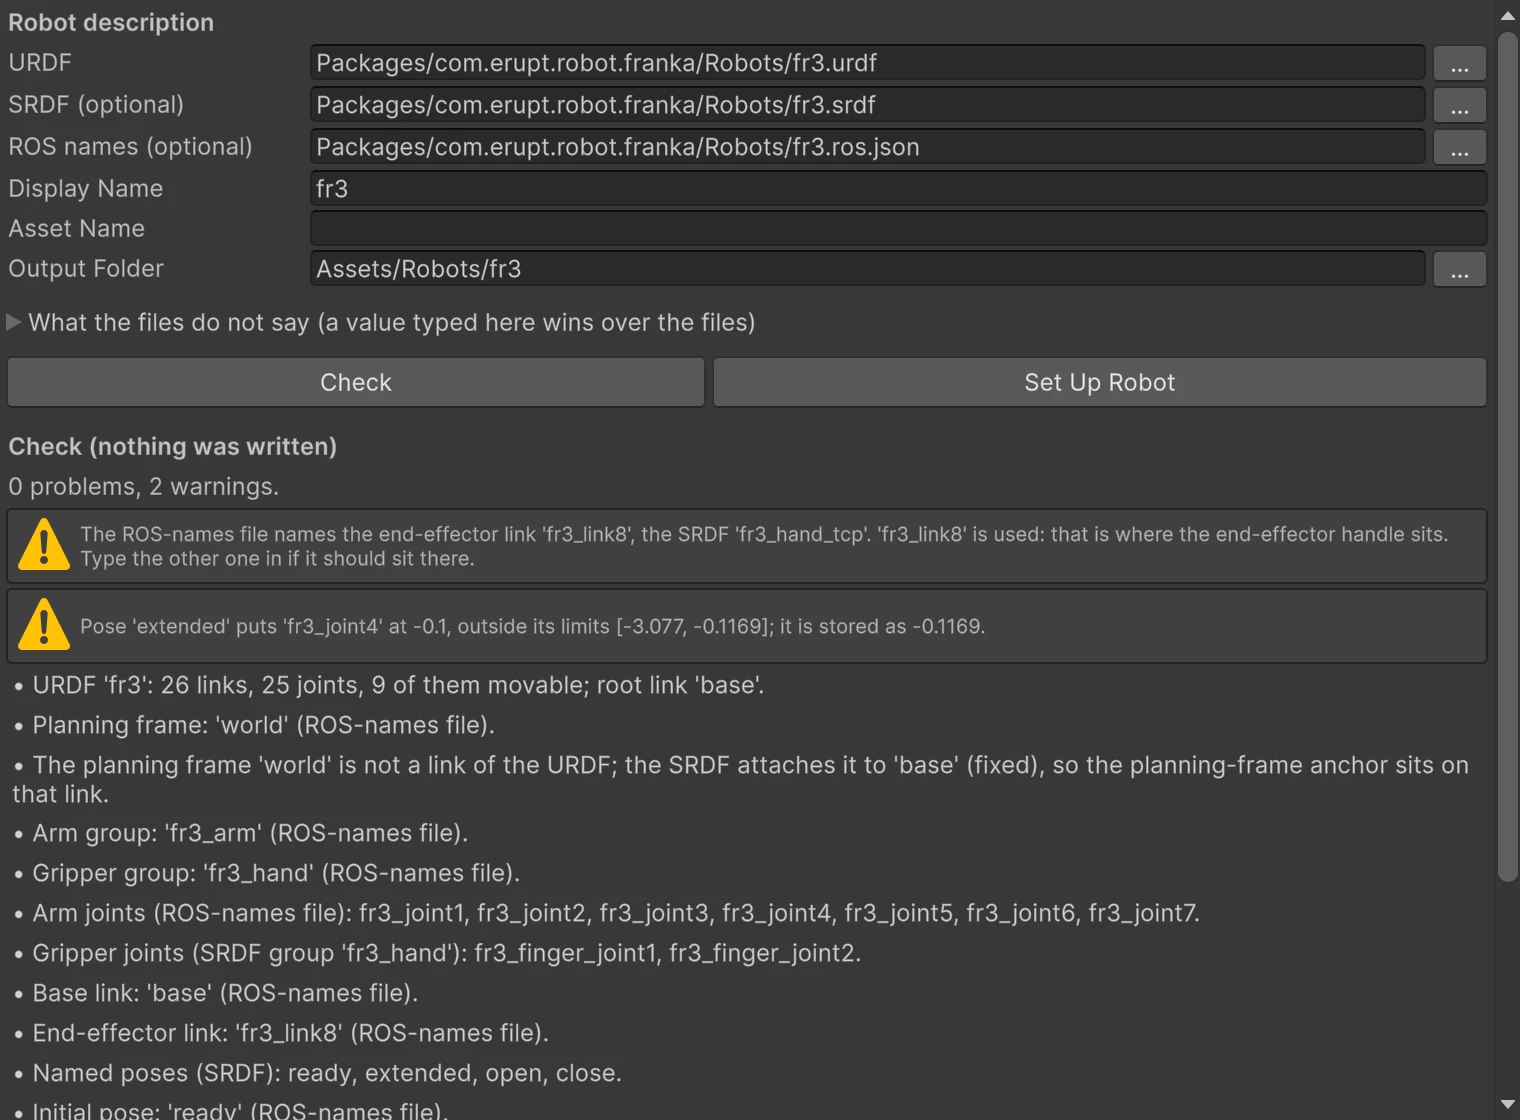 Robot description
URDF
Packages/com.erupt.robot.franka/Robots/fr3.urdf
...
SRDF (optional)
Packages/com.erupt.robot.franka/Robots/fr3.srdf
...
ROS names (optional)
Packages/com.erupt.robot.franka/Robots/fr3.ros.json
...
Display Name
fr3
Asset Name
Output Folder
Assets/Robots/fr3
...
What the files do not say (a value typed here wins over the files)
Check
Set Up Robot
Check (nothing was written)
0 problems, 2 warnings.
The ROS-names file names the end-effector link 'fr3_link8', the SRDF 'fr3_hand_tcp'. 'fr3_link8' is used: that is where the end-effector handle sits.
Type the other one in if it should sit there.
Pose 'extended' puts 'fr3_joint4' at -0.1, outside its limits [-3.077, -0.1169]; it is stored as -0.1169.
• URDF 'fr3': 26 links, 25 joints, 9 of them movable; root link 'base'.
• Planning frame: 'world' (ROS-names file).
• The planning frame 'world' is not a link of the URDF; the SRDF attaches it to 'base' (fixed), so the planning-frame anchor sits on
that link.
• Arm group: 'fr3_arm' (ROS-names file).
• Gripper group: 'fr3_hand' (ROS-names file).
• Arm joints (ROS-names file): fr3_joint1, fr3_joint2, fr3_joint3, fr3_joint4, fr3_joint5, fr3_joint6, fr3_joint7.
• Gripper joints (SRDF group 'fr3_hand'): fr3_finger_joint1, fr3_finger_joint2.
• Base link: 'base' (ROS-names file).
• End-effector link: 'fr3_link8' (ROS-names file).
• Named poses (SRDF): ready, extended, open, close.
• Initial pose: 'ready' (ROS-names file).